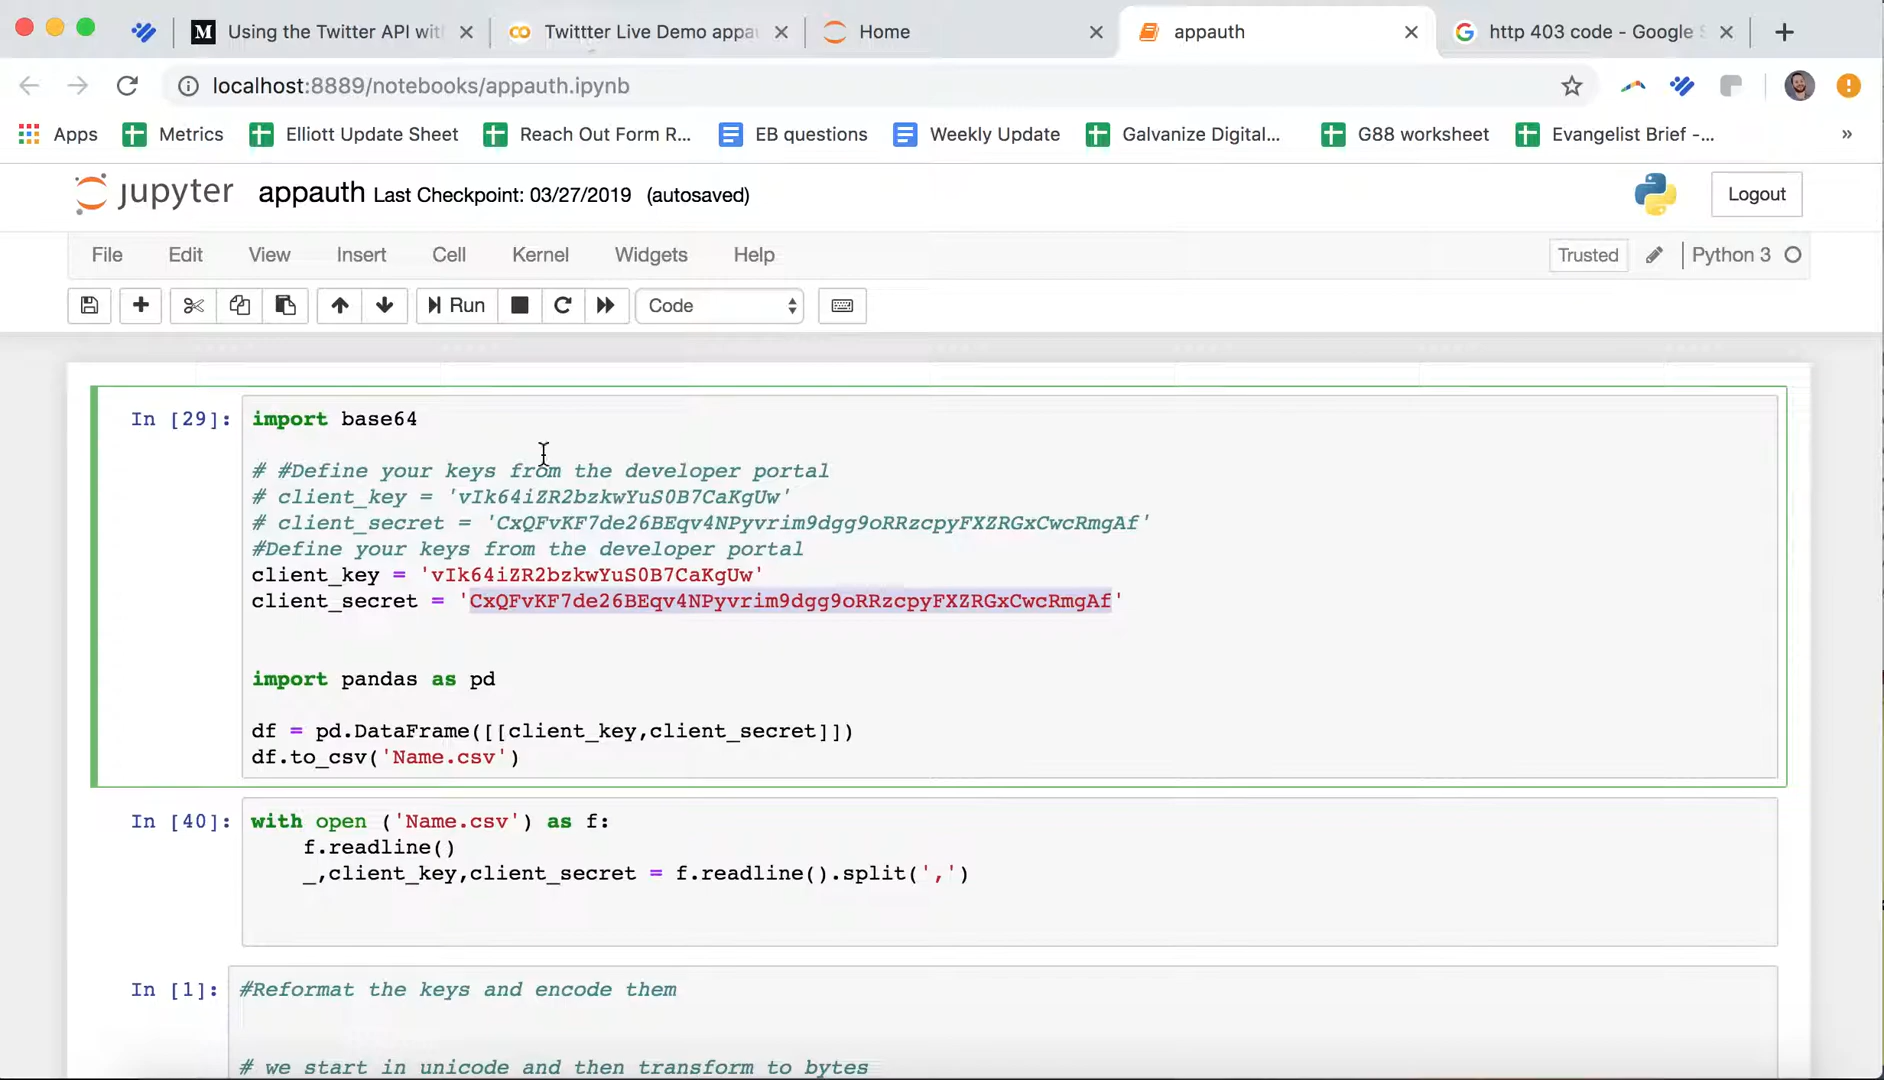 Using the Twitter API wit
Twittter Live Demo appa
Home
appauth
http 403 code - Google S
localhost:8889/notebooks/appauth.ipynb
Apps
Metrics
Elliott Update Sheet
Reach Out Form R...
EB questions
Weekly Update
Galvanize Digital...
G88 worksheet
Evangelist Brief -...
»
jupyter appauth Last Checkpoint: 03/27/2019 (autosaved)
Logout
File Edit View Insert Cell Kernel Widgets Help
Trusted
Python 3
Run
Code
In [29]:
import base64
# #Define your keys from the developer portal
# client_key = 'vIk64iZR2bzkwYuS0B7CaKgUw'
# client_secret = 'CxQFvKF7de26BEqv4NPyvrim9dgg9oRRzcpyFXZRGxCwcRmgAf'
#Define your keys from the developer portal
client_key = 'vIk64iZR2bzkwYuS0B7CaKgUw'
client_secret = 'CxQFvKF7de26BEqv4NPyvrim9dgg9oRRzcpyFXZRGxCwcRmgAf'
import pandas as pd
df = pd.DataFrame([[client_key,client_secret]])
df.to_csv('Name.csv')
In [40]:
with open ('Name.csv') as f:
f.readline()
_,client_key,client_secret = f.readline().split(',')
In [1]:
#Reformat the keys and encode them
# we start in unicode and then transform to bytes